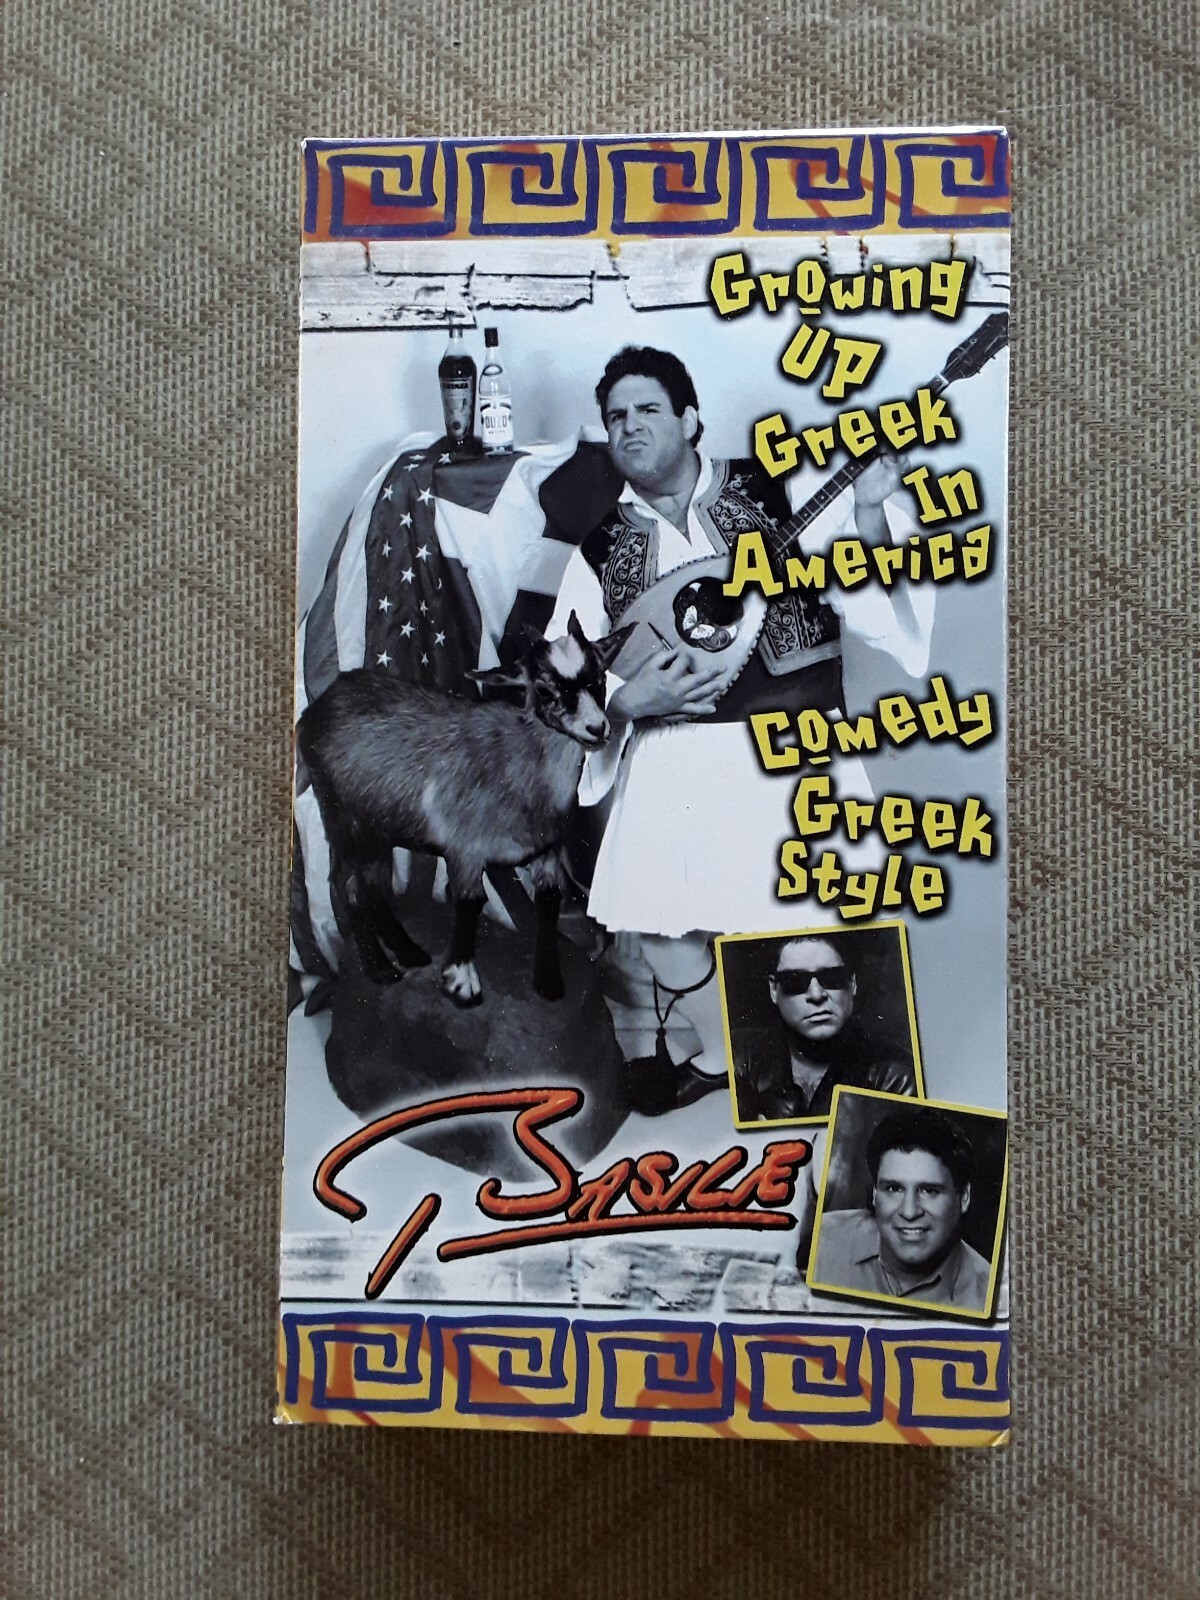 Growing
Up
Greek
In
America
OUZO
Comedy
Greek
Style
BASILE